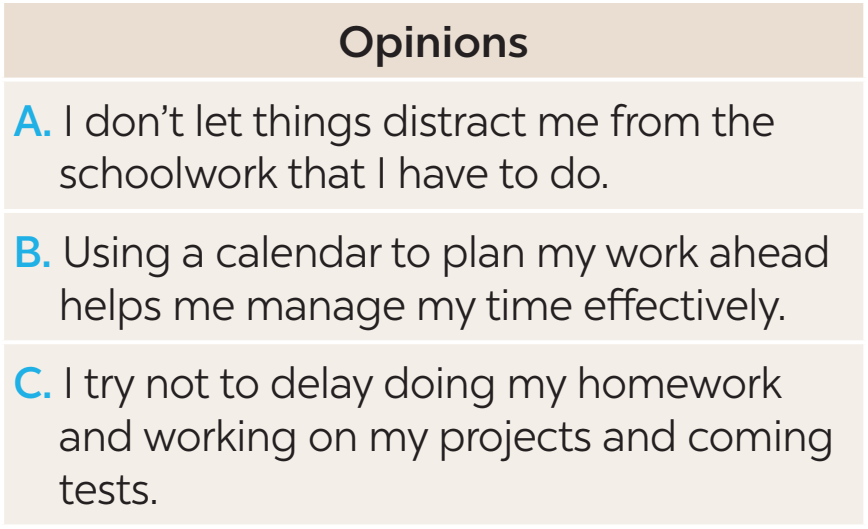 Opinions
A. I don’t let things distract me from the
schoolwork that I have to do.
B. Using a calendar to plan my work ahead
helps me manage my time effectively.
C. I try not to delay doing my homework
and working on my projects and coming
tests.